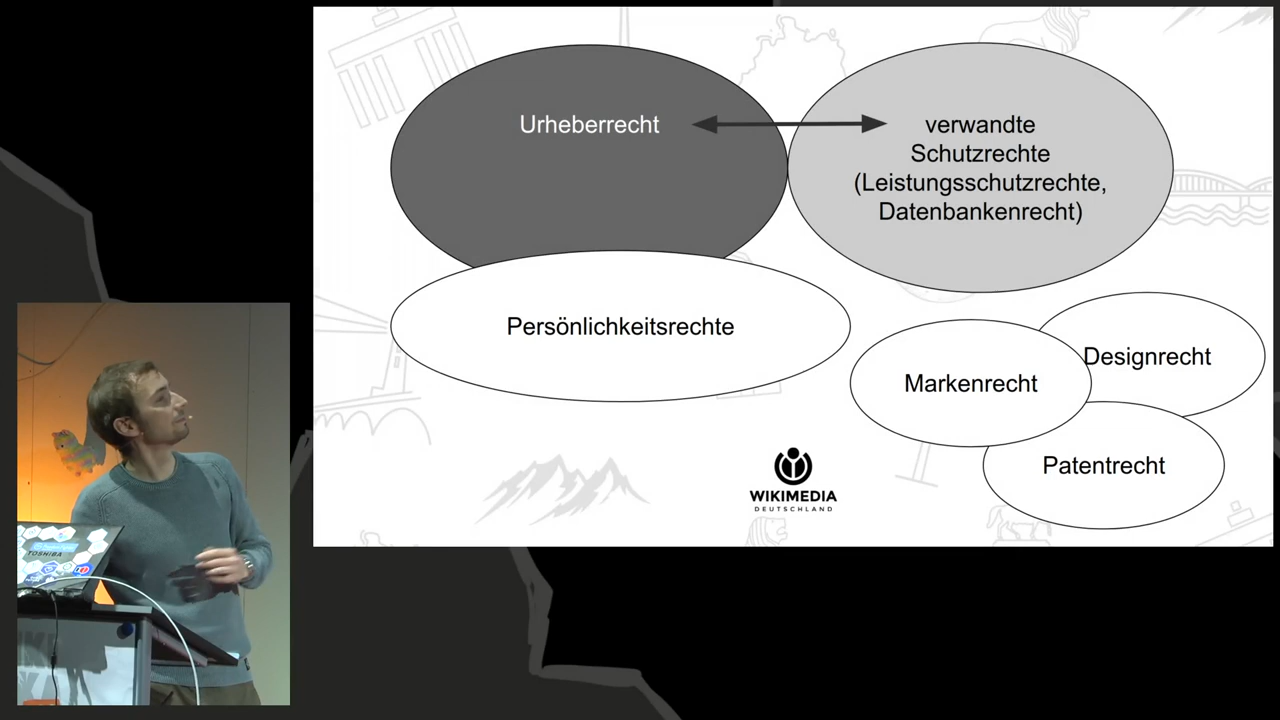 Urheberrecht
verwandte
Schutzrechte
(Leistungsschutzrechte,
Datenbankenrecht)
Persönlichkeitsrechte
Designrecht
Markenrecht
Patentrecht
WIKIMEDIA
DEUTSCHLAND
TOSHIBA